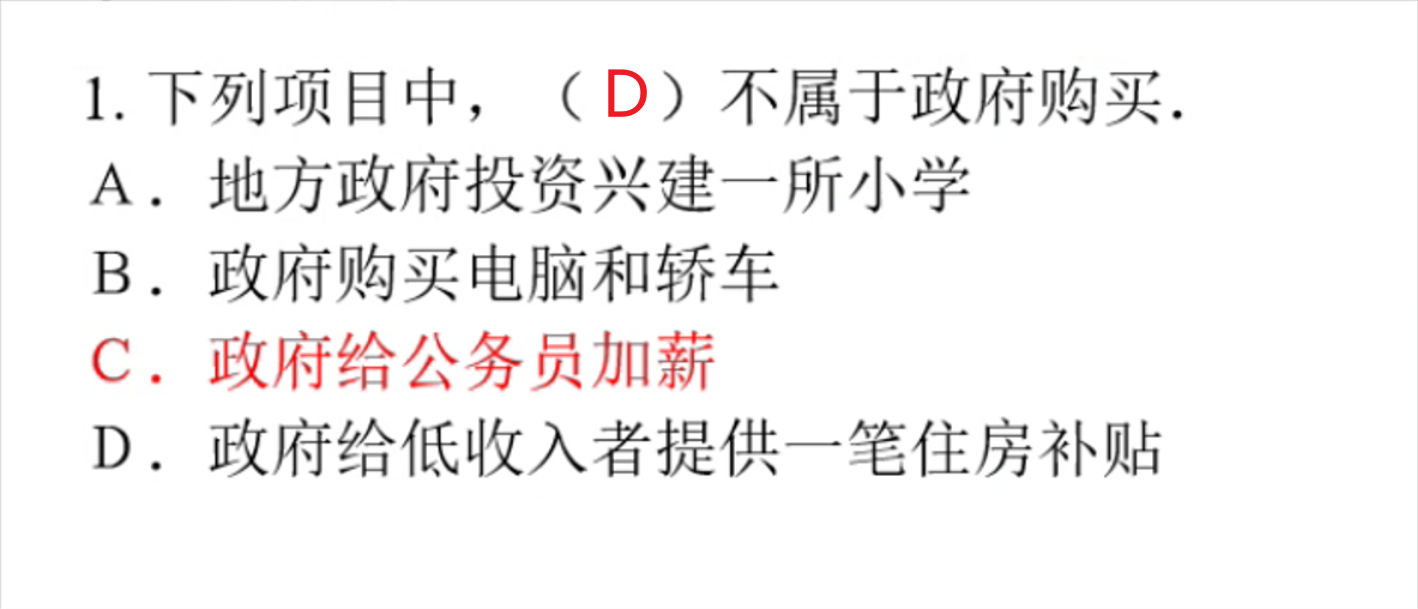 1. 下列项目中，（D）不属于政府购买.
A. 地方政府投资兴建一所小学
B. 政府购买电脑和轿车
C. 政府给公务员加薪
D. 政府给低收入者提供一笔住房补贴